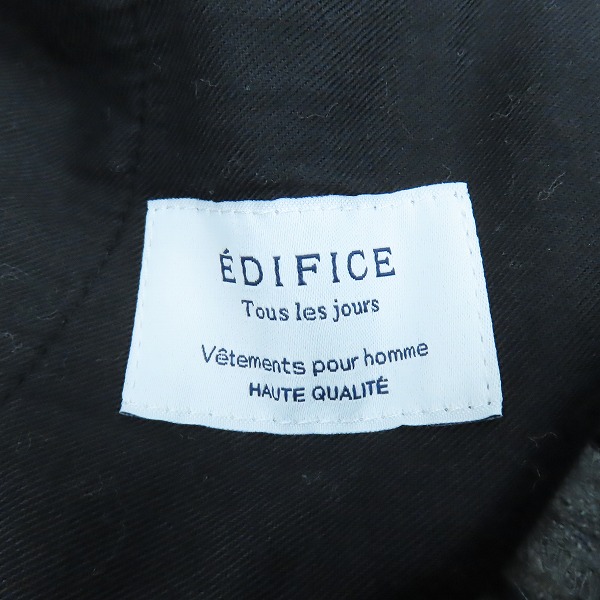 ÉDIFICE
Tous les jours
Vêtements pour homme
HAUTE QUALITÉ